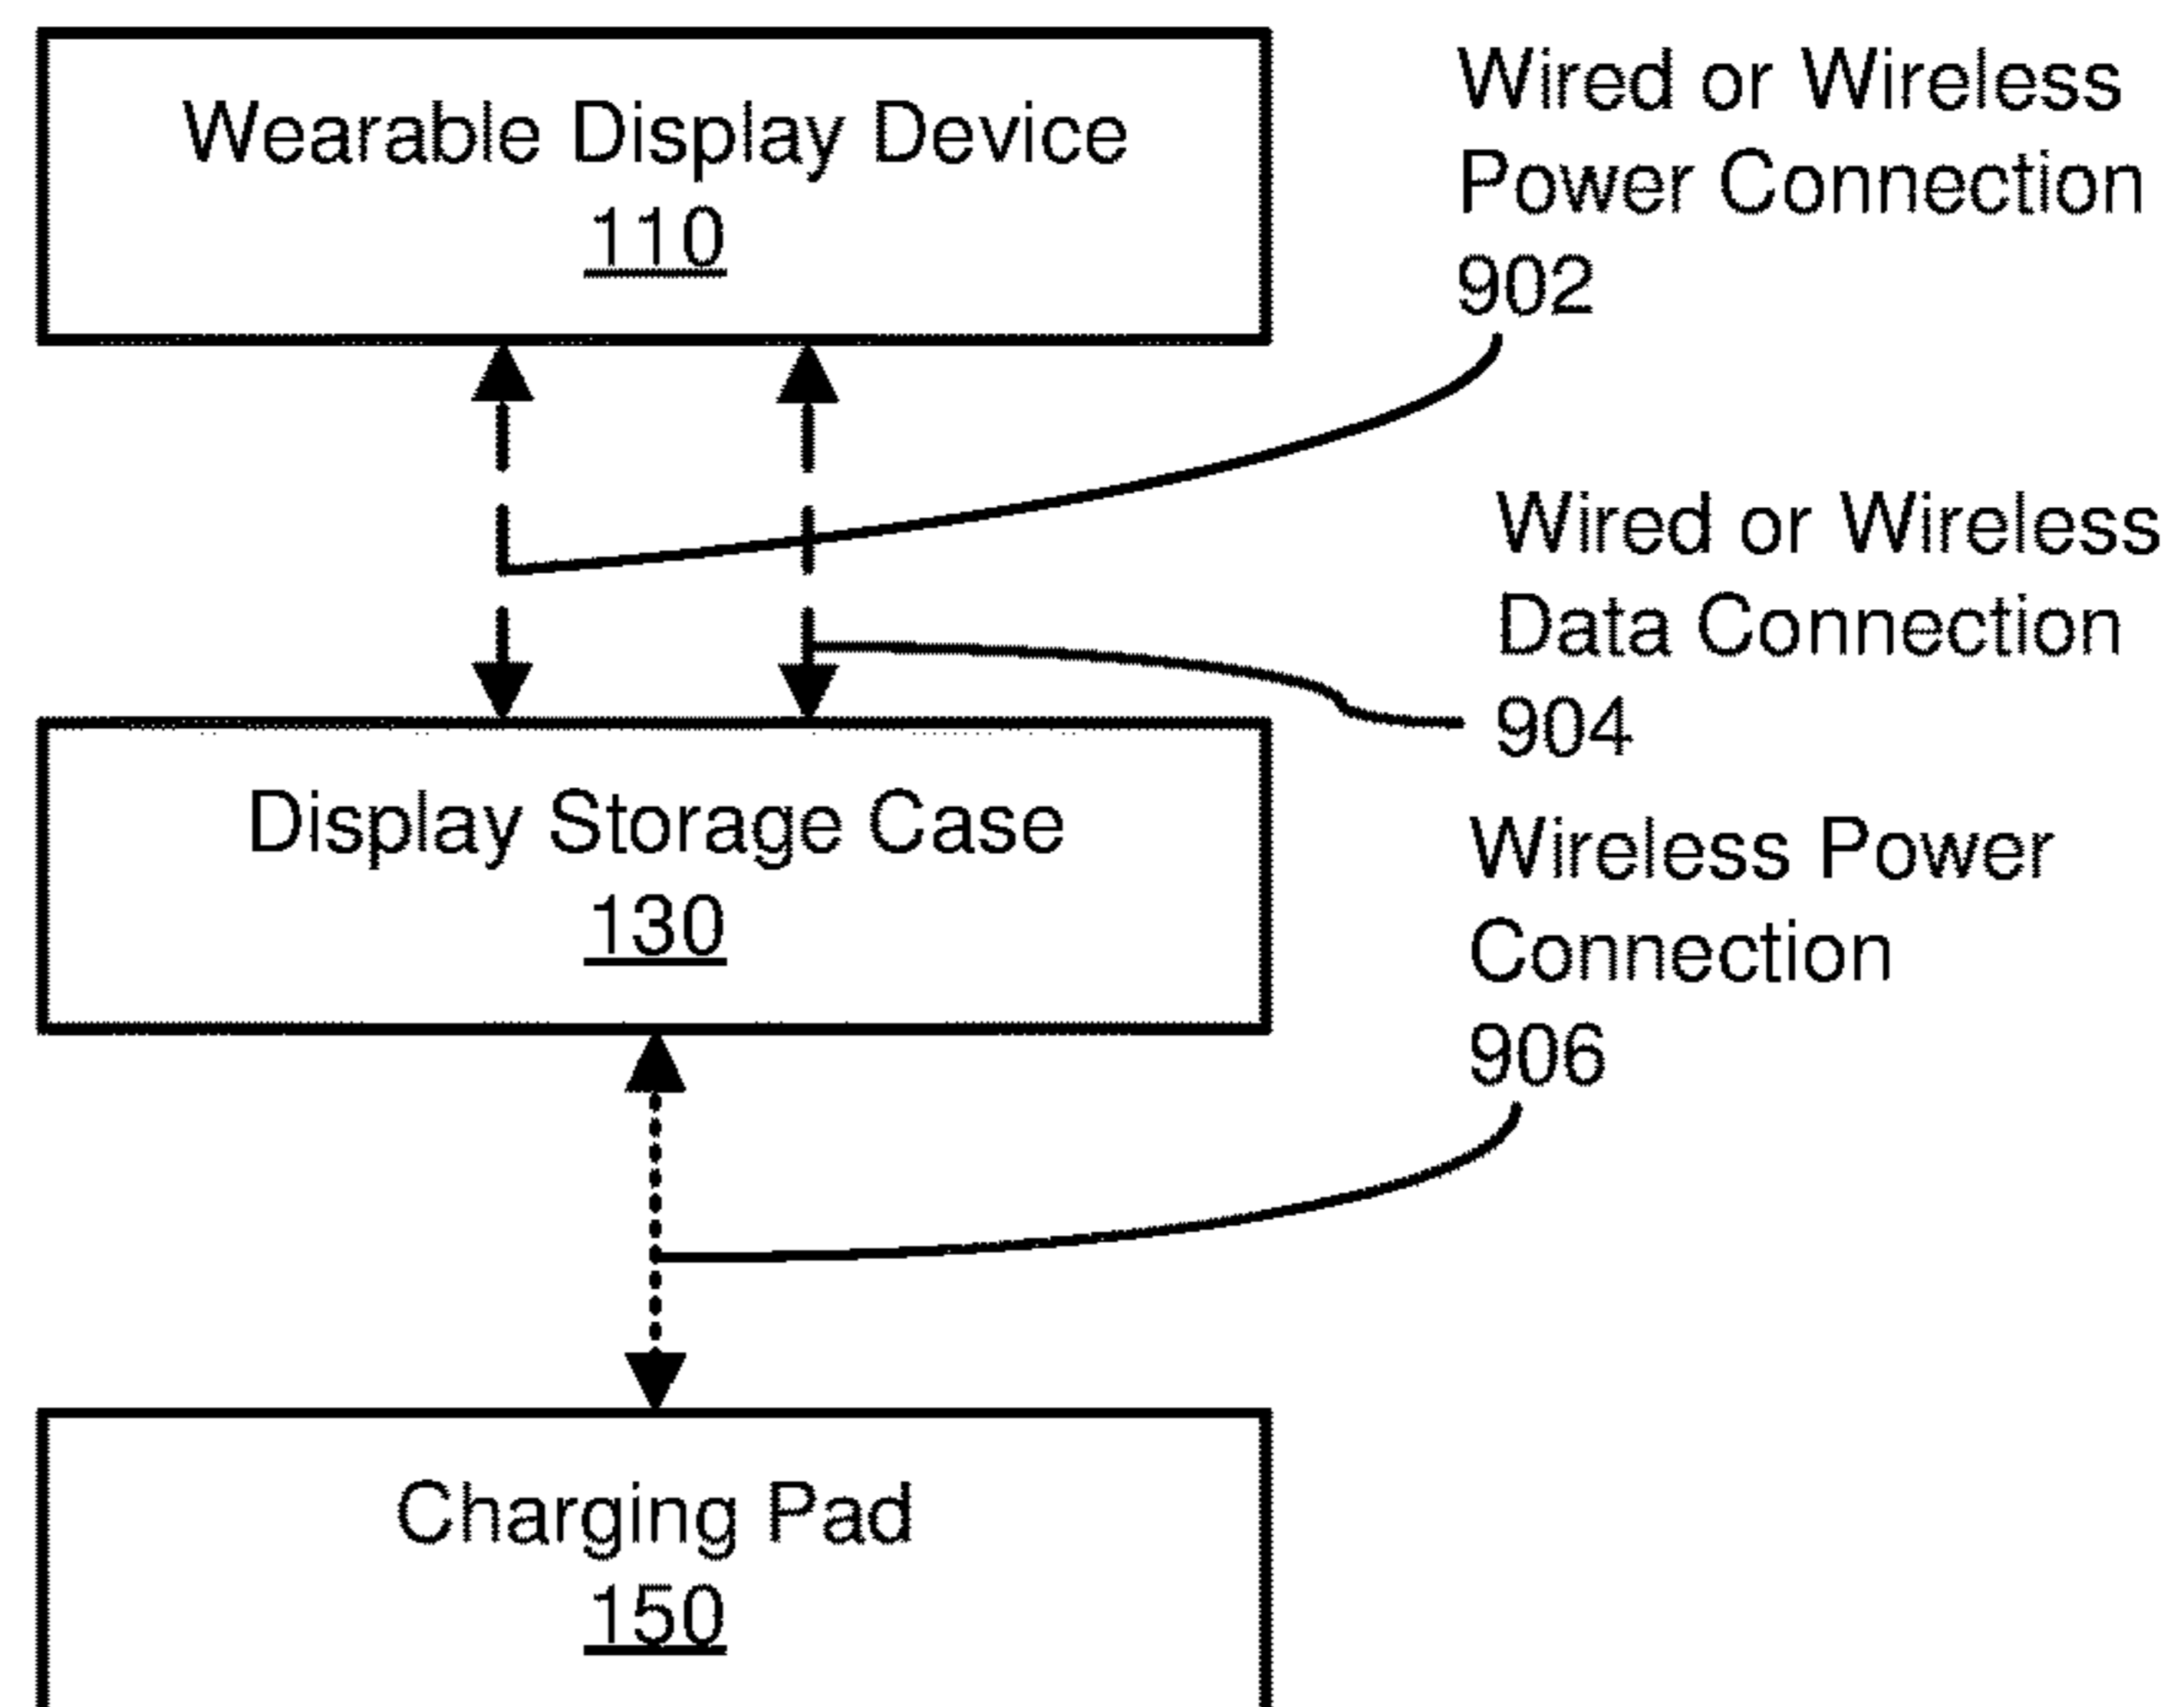 Wearable Display Device
110
Wired or Wireless
Power Connection
902
Wired or Wireless
Data Connection
904
Display Storage Case
130
Wireless Power
Connection
906
Charging Pad
150